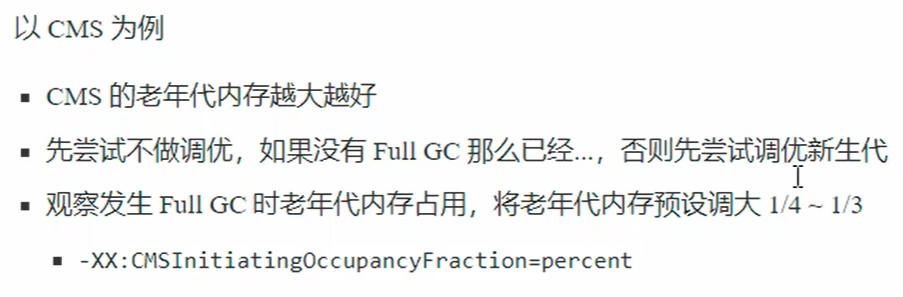 以 CMS 为例
▪ CMS 的老年代内存越大越好
▪ 先尝试不做调优，如果没有 Full GC 那么已经...，否则先尝试调优新生代
▪ 观察发生 Full GC 时老年代内存占用，将老年代内存预设调大 1/4 ~ 1/3
▪ -XX:CMSInitiatingOccupancyFraction=percent